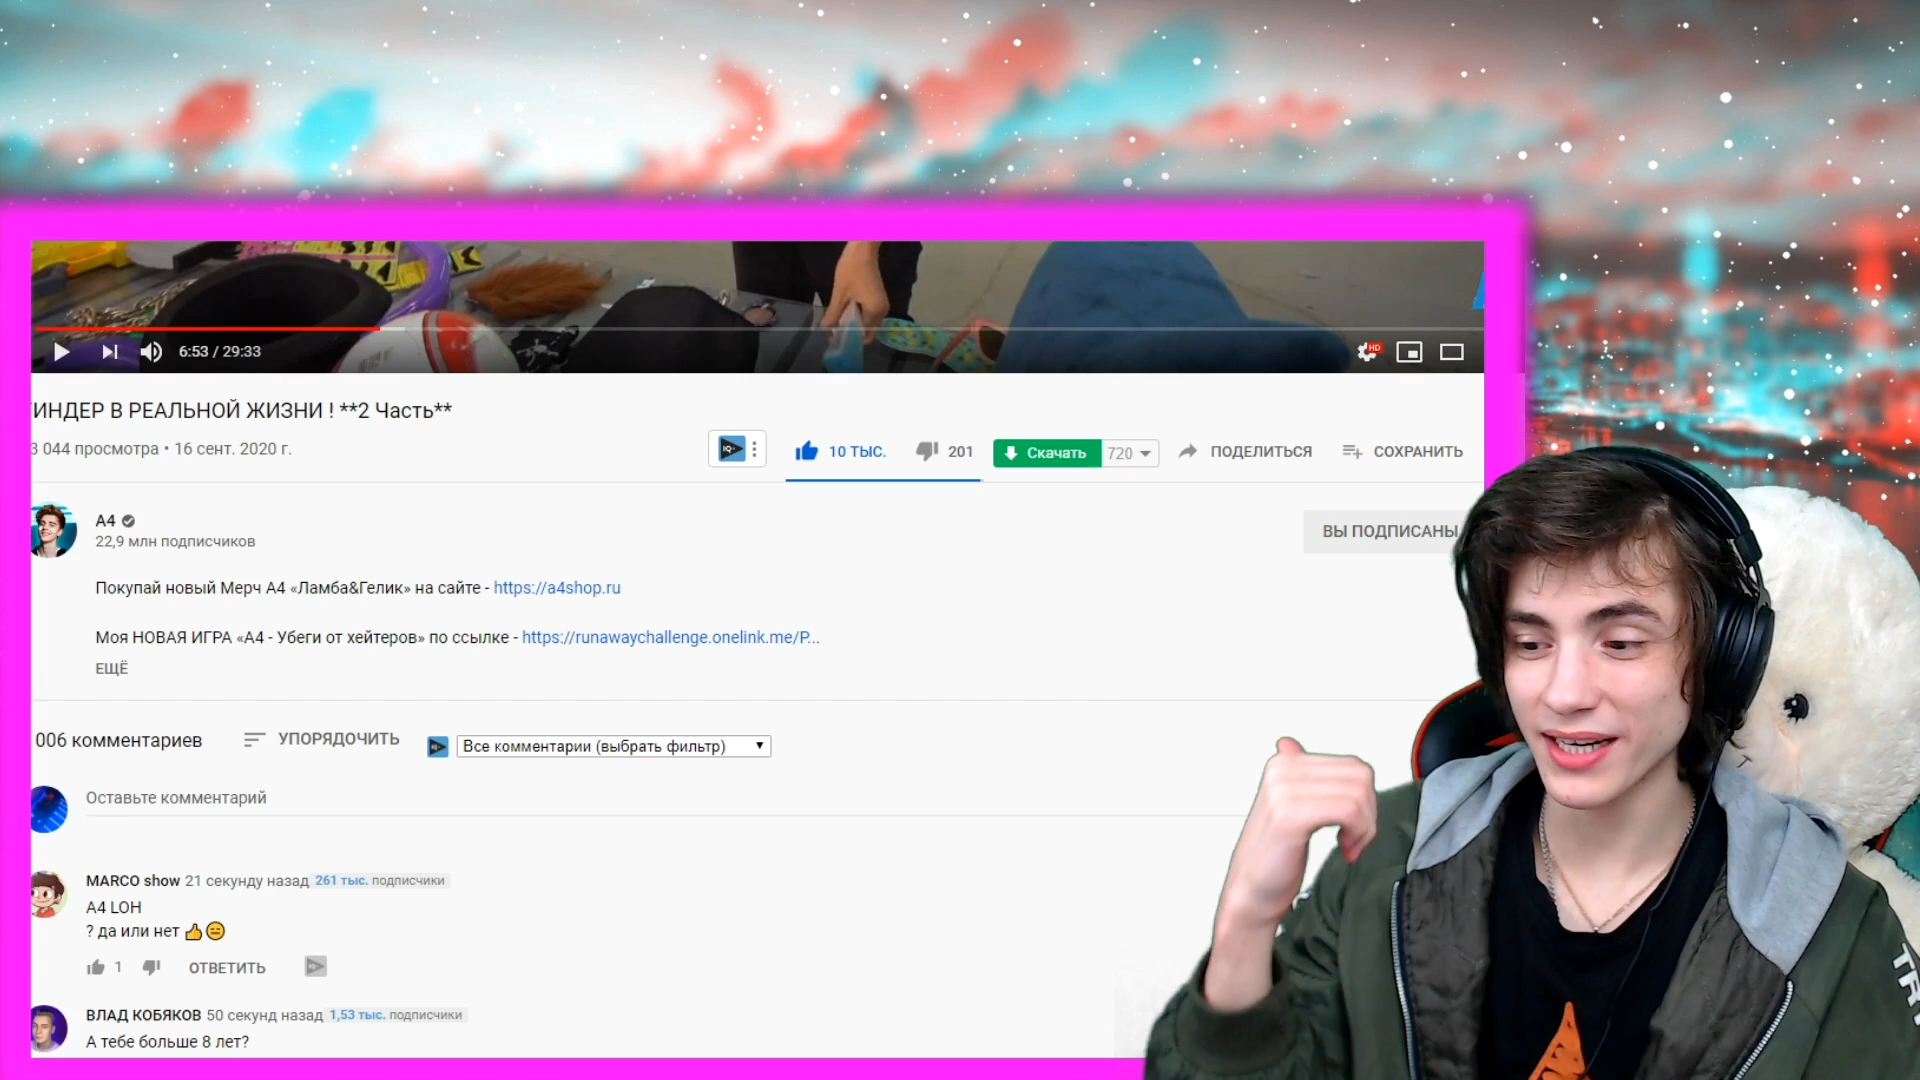 6:53 / 29:33
HD
ТИНДЕР В РЕАЛЬНОЙ ЖИЗНИ ! **2 Часть**
3 044 просмотра • 16 сент. 2020 г.
10 ТЫС.
201
Скачать
720
ПОДЕЛИТЬСЯ
СОХРАНИТЬ
A4
22,9 млн подписчиков
ВЫ ПОДПИСАНЫ
Покупай новый Мерч А4 «Ламба&Гелик» на сайте - https://a4shop.ru
Моя НОВАЯ ИГРА «А4 - Убеги от хейтеров» по ссылке - https://runawaychallenge.onelink.me/P...
ЕЩЁ
006 комментариев
УПОРЯДОЧИТЬ
Все комментарии (выбрать фильтр)
Оставьте комментарий
MARCO show 21 секунду назад 261 тыс. подписчики
A4 LOH
? да или нет 👍😑
1
ОТВЕТИТЬ
ВЛАД КОБЯКОВ 50 секунд назад 1,53 тыс. подписчики
А тебе больше 8 лет?